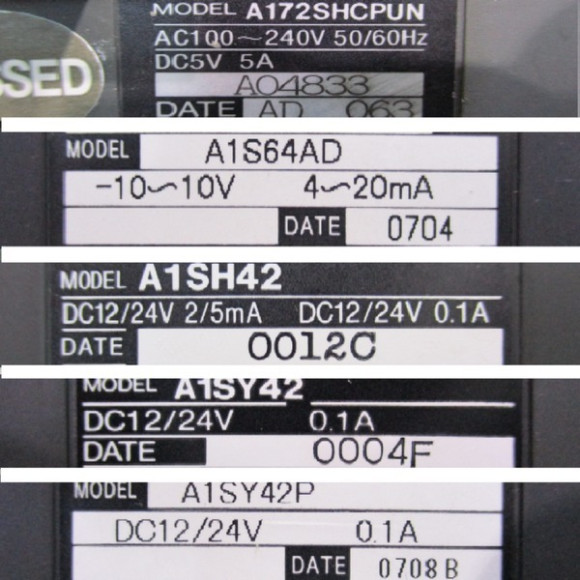 SSED
MODEL A172SHCPUN
AC100~240V 50/60Hz
DC5V 5A
A04833
DATE AD 063
MODEL A1S64AD
-10~10V 4~20mA
DATE 0704
MODEL A1SH42
DC12/24V 2/5mA DC12/24V 0.1A
DATE 0012C
MODEL A1SY42
DC12/24V 0.1A
DATE 0004F
MODEL A1SY42P
DC12/24V 0.1A
DATE 0708B